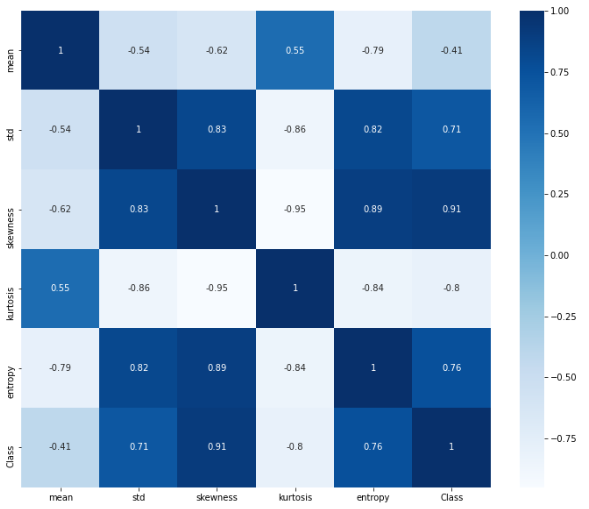 1.00
mean 1 -0.54 -0.62 0.55 -0.79 -0.41
0.75
std -0.54 1 0.83 -0.86 0.82 0.71
0.50
skewness -0.62 0.83 1 -0.95 0.89 0.91
0.25
0.00
kurtosis 0.55 -0.86 -0.95 1 -0.84 -0.8
−0.25
entropy -0.79 0.82 0.89 -0.84 1 0.76
−0.50
Class -0.41 0.71 0.91 -0.8 0.76 1
−0.75
mean std skewness kurtosis entropy Class